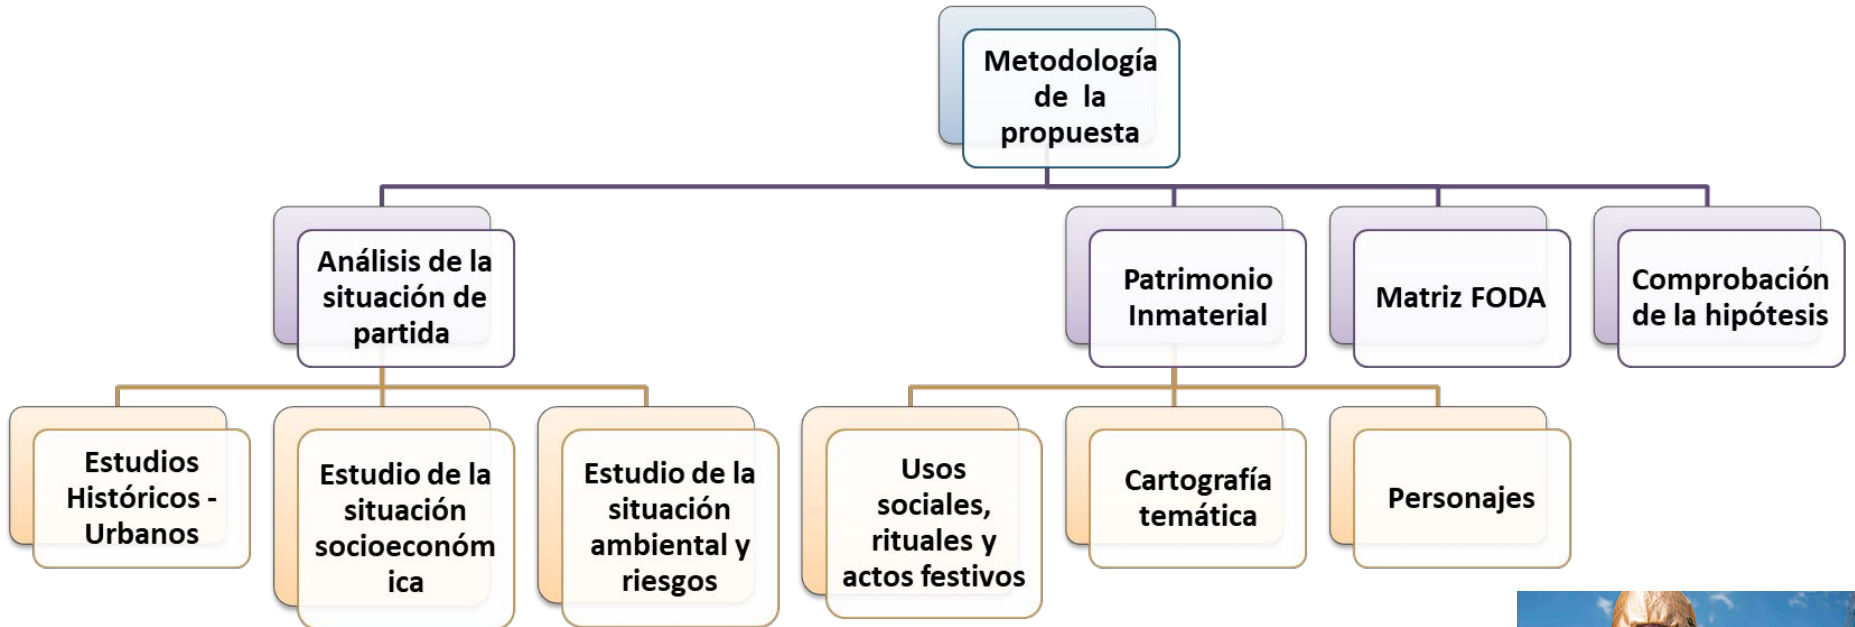 Metodología
de la
propuesta
Análisis de la
situación de
partida
Patrimonio
Inmaterial
Matriz FODA
Comprobación
de la hipótesis
Estudios
Históricos -
Urbanos
Estudio de la
situación
socioeconóm
ica
Estudio de la
situación
ambiental y
riesgos
Usos
sociales,
rituales y
actos festivos
Cartografía
temática
Personajes